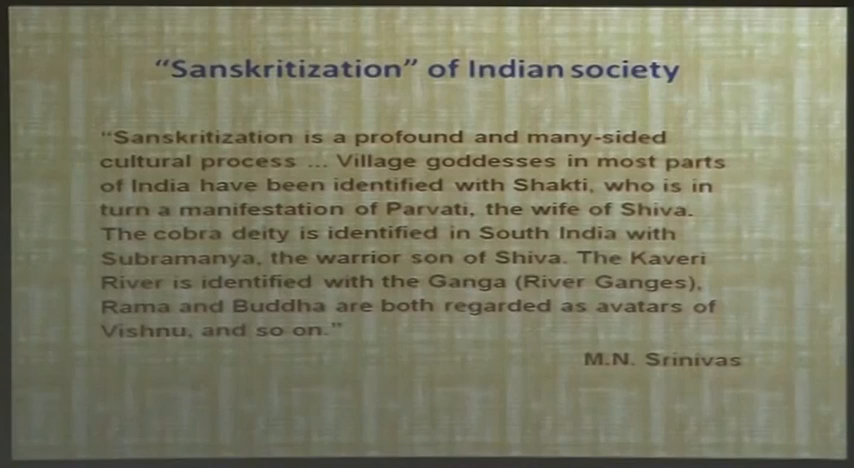 “Sanskritization” of Indian society
“Sanskritization is a profound and many-sided
cultural process ... Village goddesses in most parts
of India have been identified with Shakti, who is in
turn a manifestation of Parvati, the wife of Shiva.
The cobra deity is identified in South India with
Subramanya, the warrior son of Shiva. The Kaveri
River is identified with the Ganga (River Ganges),
Rama and Buddha are both regarded as avatars of
Vishnu, and so on.”
M.N. Srinivas